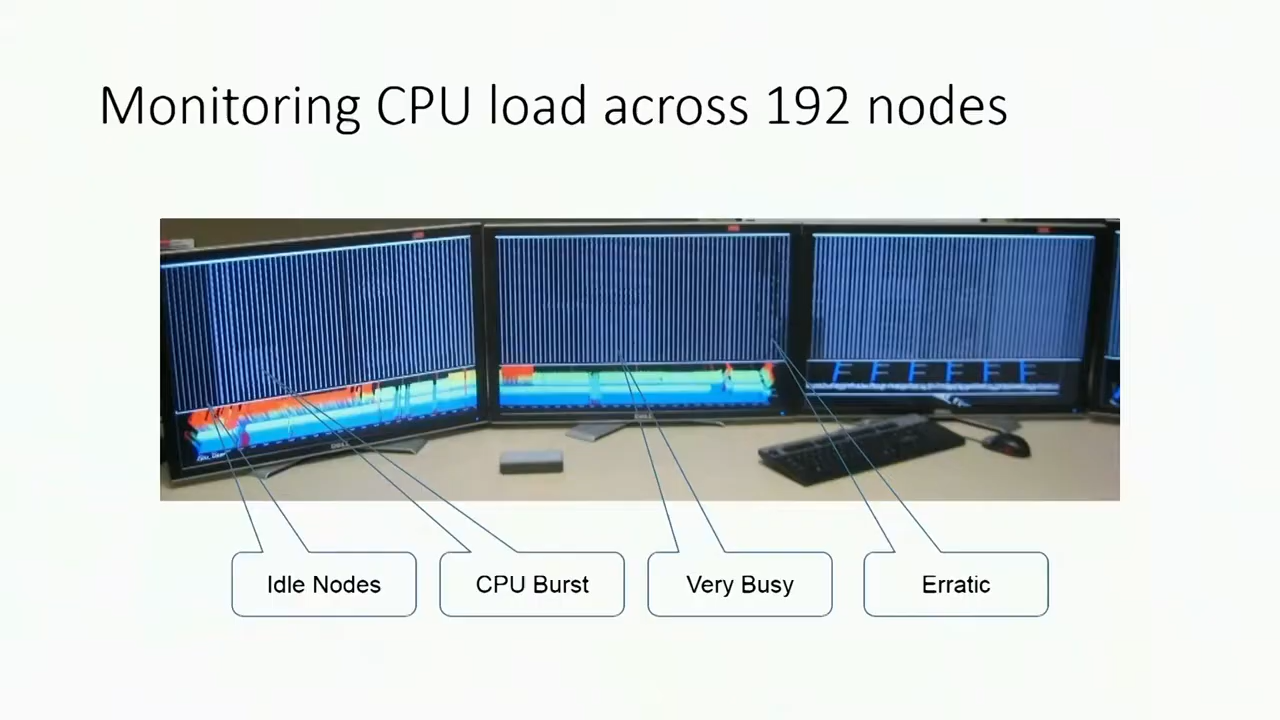 Monitoring CPU load across 192 nodes
Idle Nodes
CPU Burst
Very Busy
Erratic